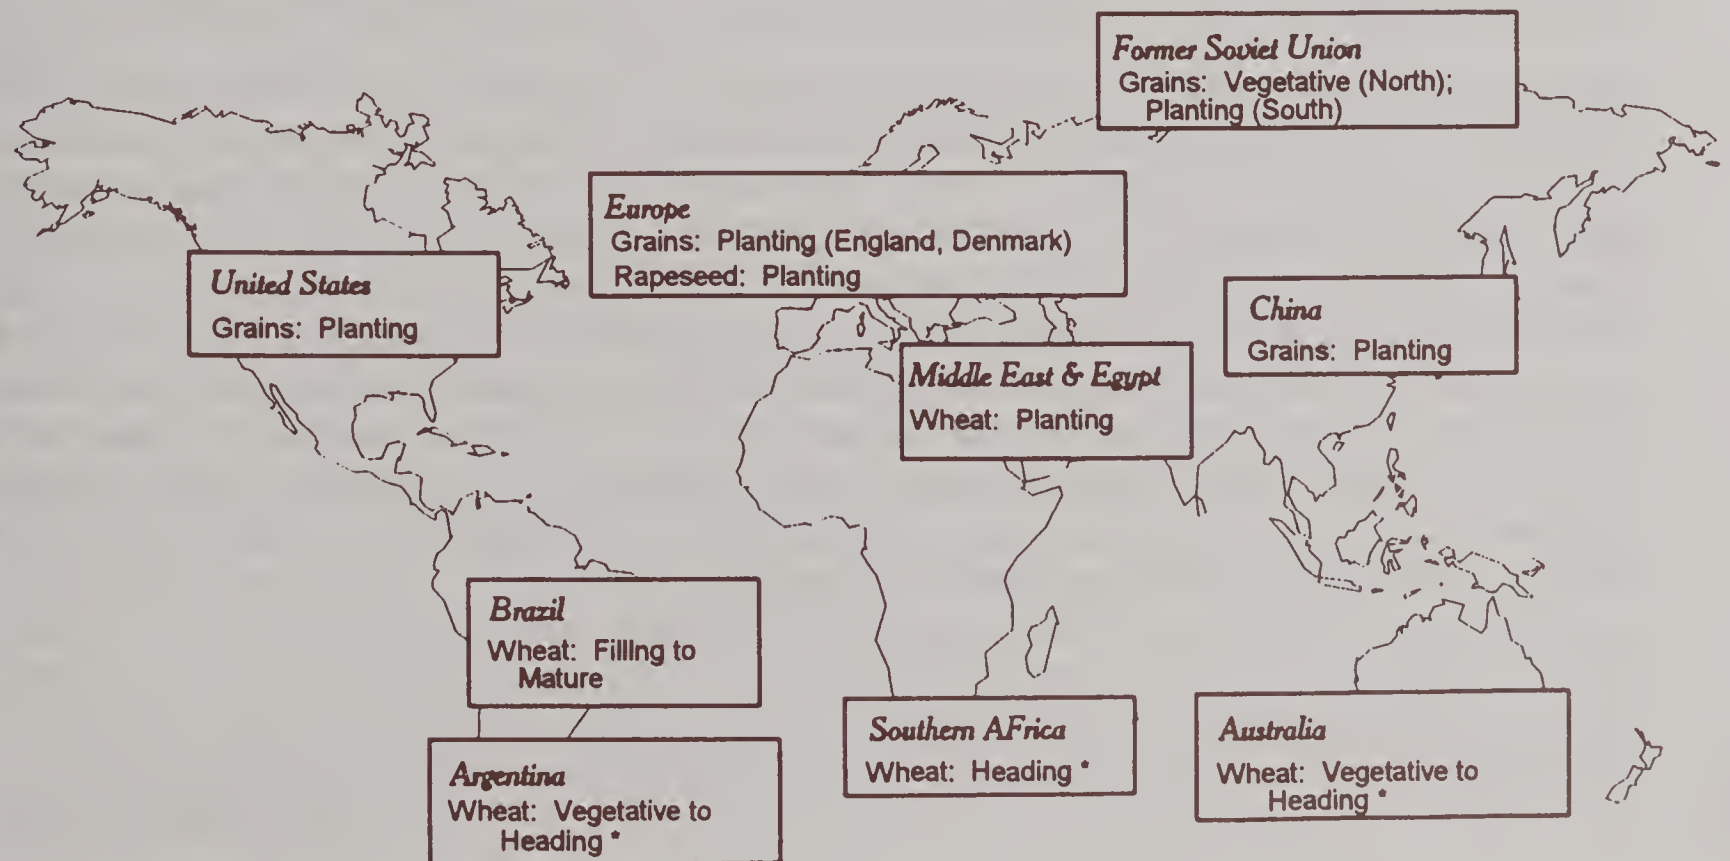 Former Soviet Union
Grains: Vegetative (North);
Planting (South)
Europe
Grains: Planting (England, Denmark)
Rapeseed: Planting
United States
Grains: Planting
China
Grains: Planting
Middle East & Egypt
Wheat: Planting
Brazil
Wheat: Filling to
Mature
Southern AFrica
Wheat: Heading *
Australia
Wheat: Vegetative to
Heading *
Argentina
Wheat: Vegetative to
Heading *